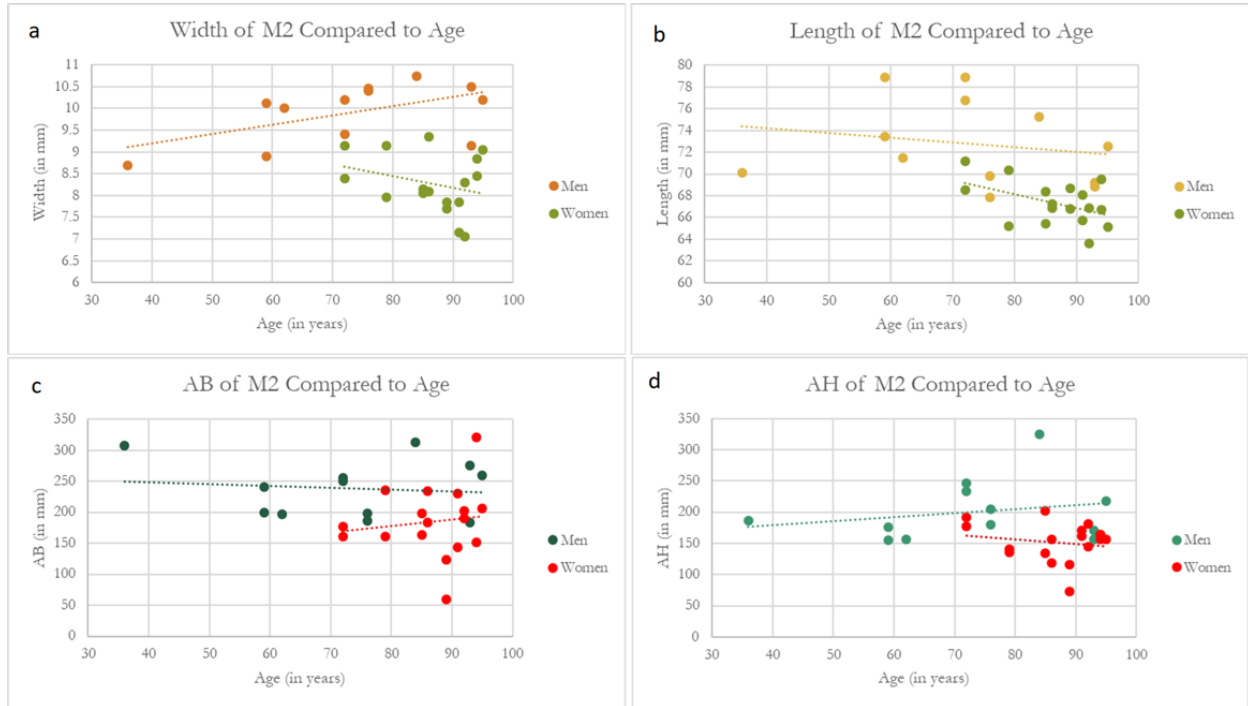 a
Width of M2 Compared to Age
Width (in mm)
11
10.5
10
9.5
9
8.5
8
7.5
7
6.5
6
30 40 50 60 70 80 90 100
Age (in years)
Men
Women
b
Length of M2 Compared to Age
Length (in mm)
80
78
76
74
72
70
68
66
64
62
60
30 40 50 60 70 80 90 100
Age (in years)
Men
Women
c
AB of M2 Compared to Age
AB (in mm)
350
300
250
200
150
100
50
0
30 40 50 60 70 80 90 100
Age (in years)
Men
Women
d
AH of M2 Compared to Age
AH (in mm)
350
300
250
200
150
100
50
0
30 40 50 60 70 80 90 100
Age (in years)
Men
Women